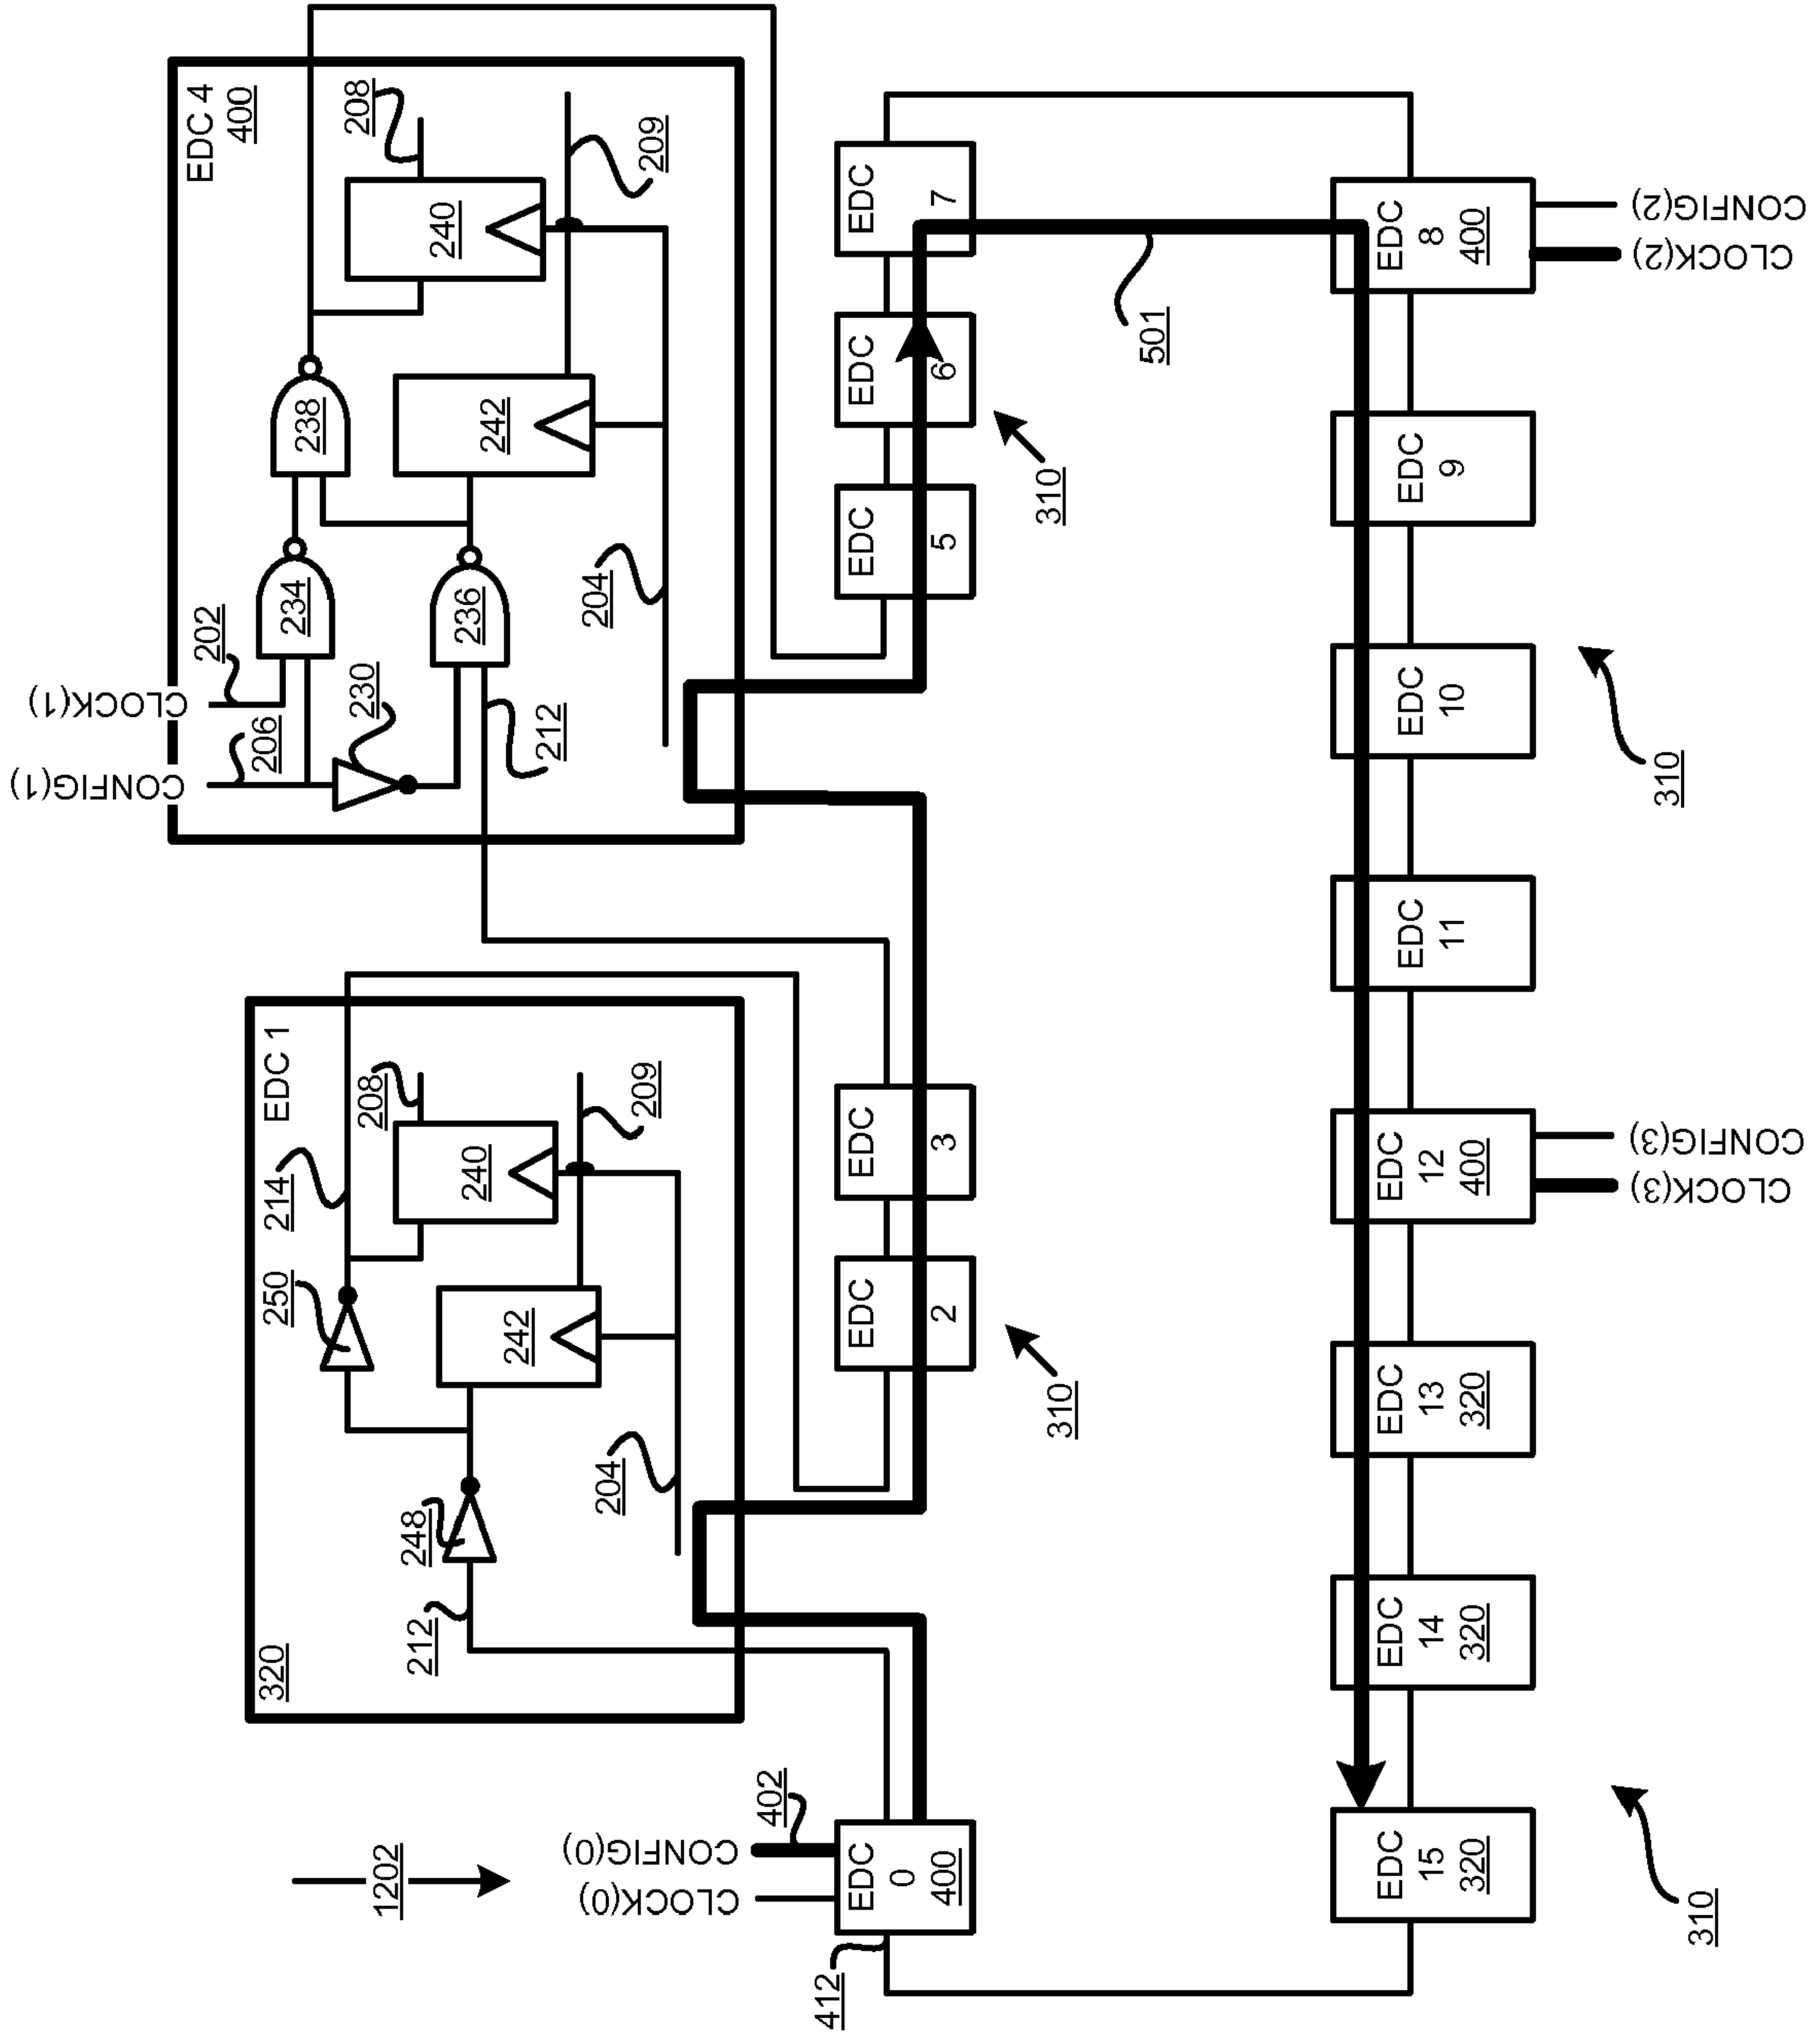 1202
CLOCK(0)
CONFIG(0)
402
412
EDC
0
400
320
EDC 1
212
248
250
214
204
242
240
208
209
EDC
2
EDC
3
310
EDC 4
400
CONFIG(1)
CLOCK(1)
206
202
230
212
234
236
238
204
242
240
208
209
EDC
5
EDC
6
EDC
7
310
501
EDC
8
400
CLOCK(2)
CONFIG(2)
EDC
9
EDC
10
EDC
11
310
EDC
12
400
CLOCK(3)
CONFIG(3)
EDC
13
320
EDC
14
320
EDC
15
320
310